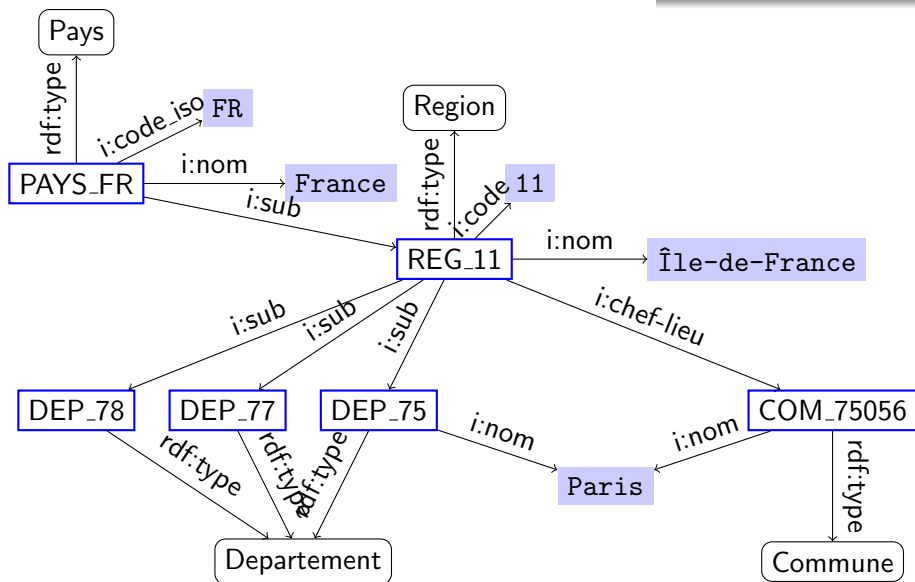 Pays
rdf:type
i:code_iso
FR
Region
PAYS_FR
i:nom
France
rdf:type
i:code
11
i:sub
REG_11
i:nom
Île-de-France
i:sub
i:sub
i:sub
i:chef-lieu
DEP_78
DEP_77
DEP_75
COM_75056
rdf:type
rdf:type
rdf:type
i:nom
i:nom
rdf:type
Paris
Departement
Commune